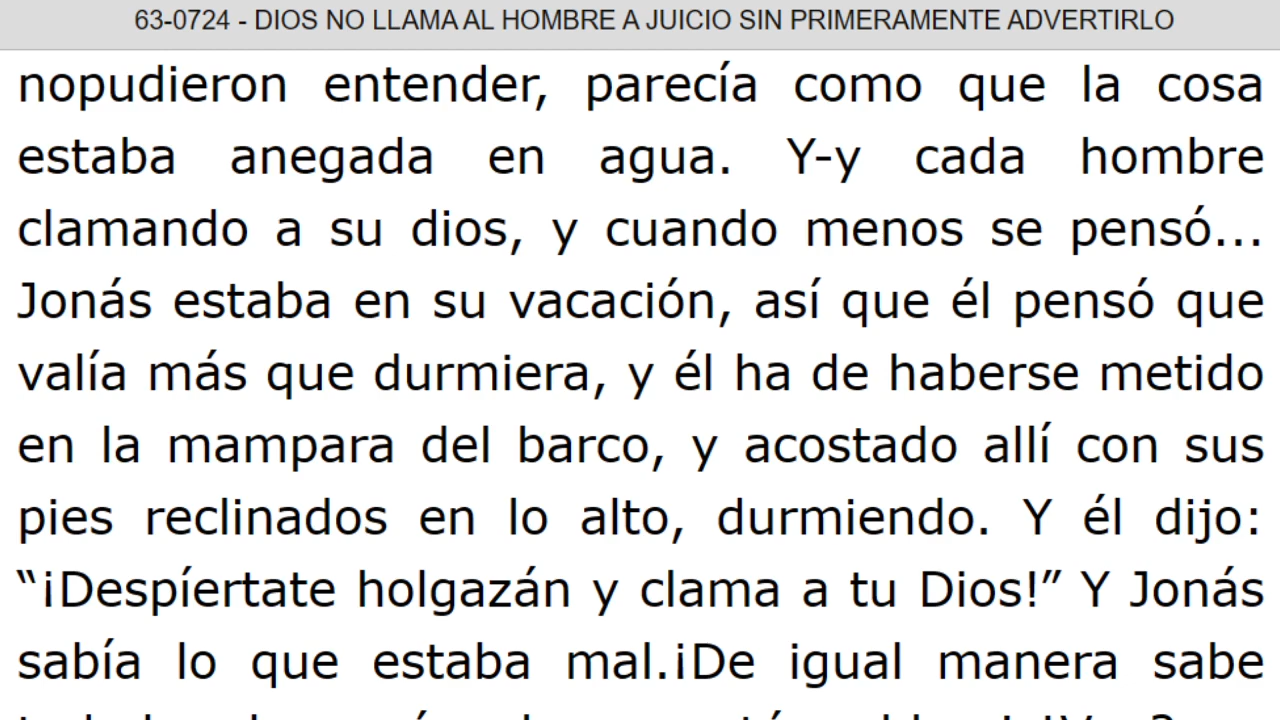 63-0724 - DIOS NO LLAMA AL HOMBRE A JUICIO SIN PRIMERAMENTE ADVERTIRLO
nopudieron entender, parecía como que la cosa
estaba anegada en agua. Y-y cada hombre
clamando a su dios, y cuando menos se pensó...
Jonás estaba en su vacación, así que él pensó que
valía más que durmiera, y él ha de haberse metido
en la mampara del barco, y acostado allí con sus
pies reclinados en lo alto, durmiendo. Y él dijo:
“¡Despíertate holgazán y clama a tu Dios!” Y Jonás
sabía lo que estaba mal.¡De igual manera sabe